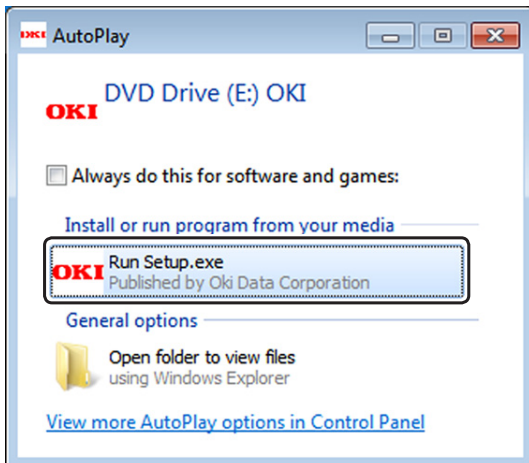 OKI AutoPlay
OKI DVD Drive (E:) OKI
Always do this for software and games:
Install or run program from your media
OKI Run Setup.exe
Published by Oki Data Corporation
General options
Open folder to view files
using Windows Explorer
View more AutoPlay options in Control Panel